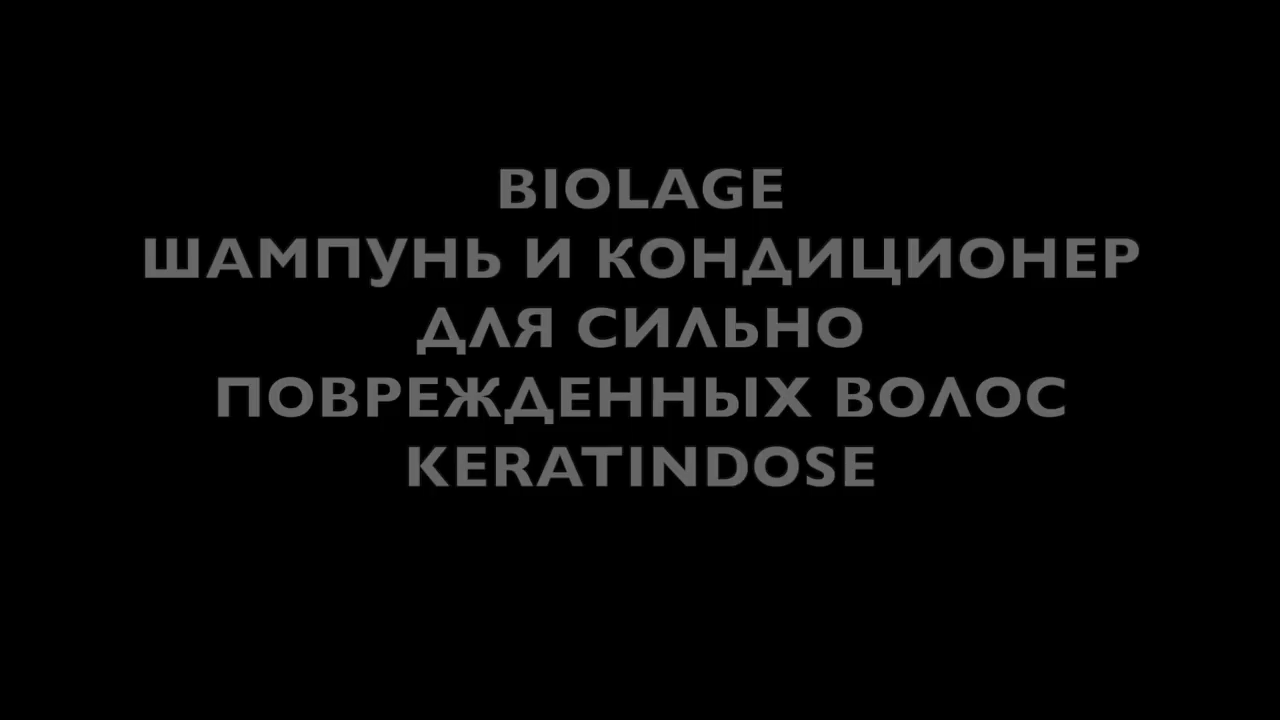 BIOLAGE
ШАМПУНЬ И КОНДИЦИОНЕР
ДЛЯ СИЛЬНО
ПОВРЕЖДЕННЫХ ВОЛОС
KERATINDOSE